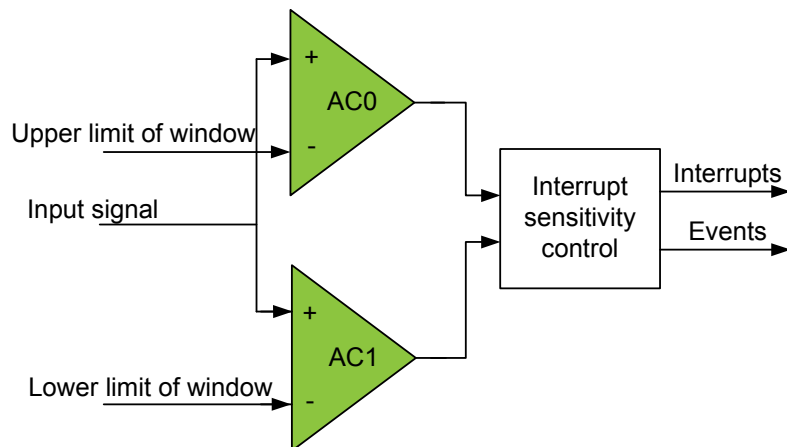 +
AC0
Upper limit of window
-
Input signal
Interrupt
sensitivity
control
Interrupts
Events
+
AC1
Lower limit of window
-